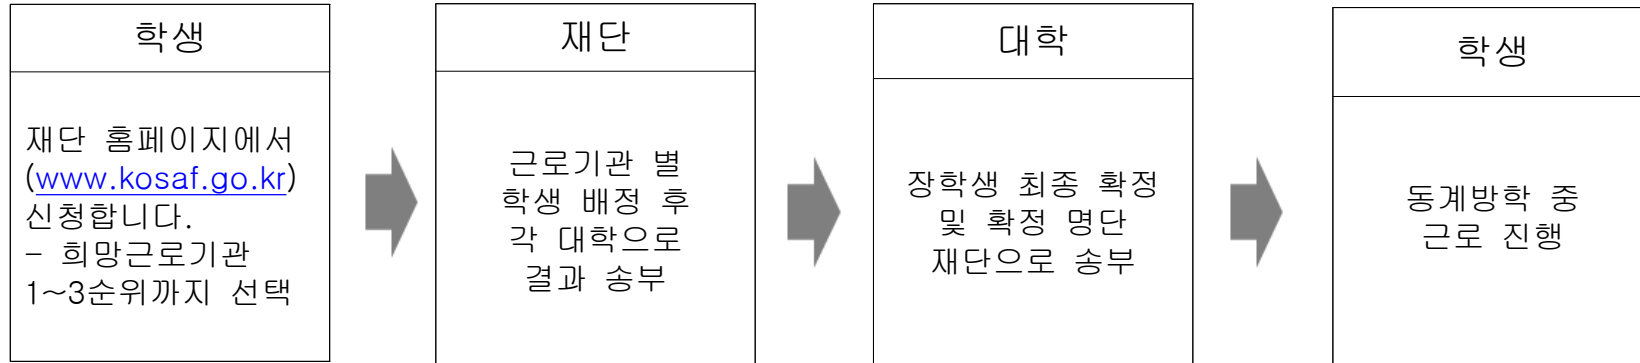 학생
재단 홈페이지에서
(www.kosaf.go.kr)
신청합니다.
- 희망근로기관
1~3순위까지 선택
재단
근로기관 별
학생 배정 후
각 대학으로
결과 송부
대학
장학생 최종 확정
및 확정 명단
재단으로 송부
학생
동계방학 중
근로 진행